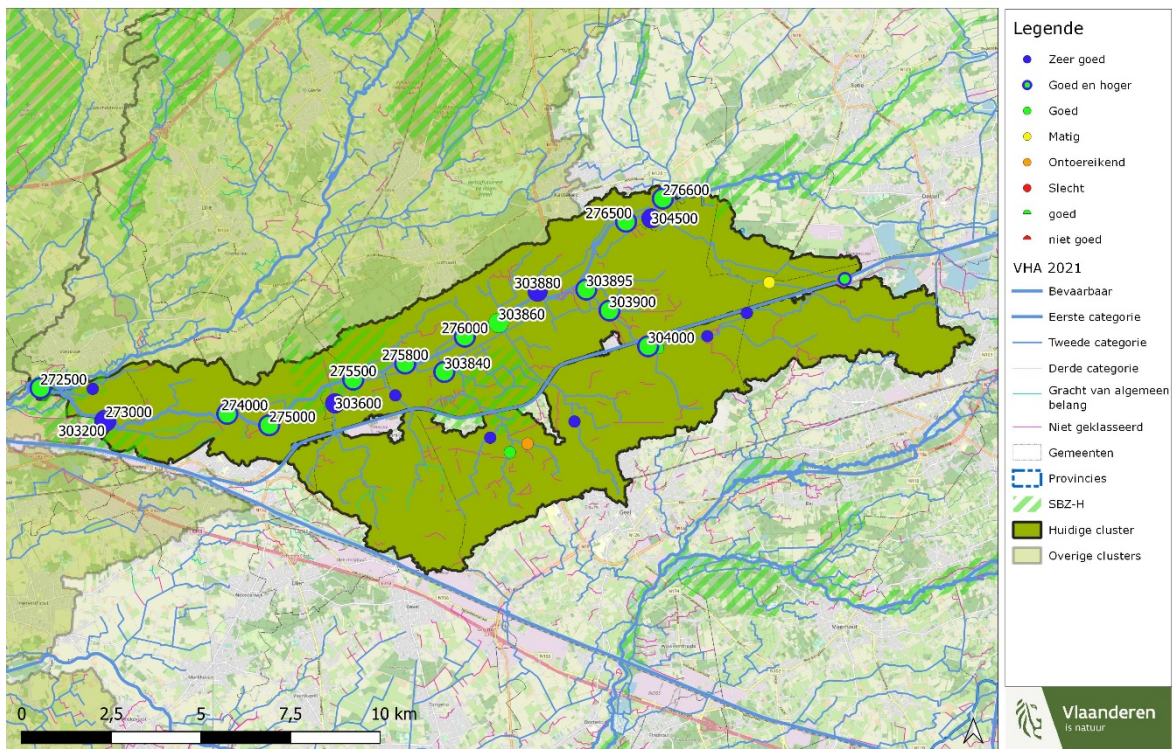 276600
276500
304500
303880
303895
303900
303860
276000
304000
275800
303840
275500
272500
303600
274000
273000
275000
303200
Geel
0 2,5 5 7,5 10 km
Legende
Zeer goed
Goed en hoger
Goed
Matig
Ontoereikend
Slecht
goed
niet goed
VHA 2021
Bevaarbaar
Eerste categorie
Tweede categorie
Derde categorie
Gracht van algemeen
belang
Niet geklasseerd
Gemeenten
Provincies
SBZ-H
Huidige cluster
Overige clusters
Vlaanderen
is natuur